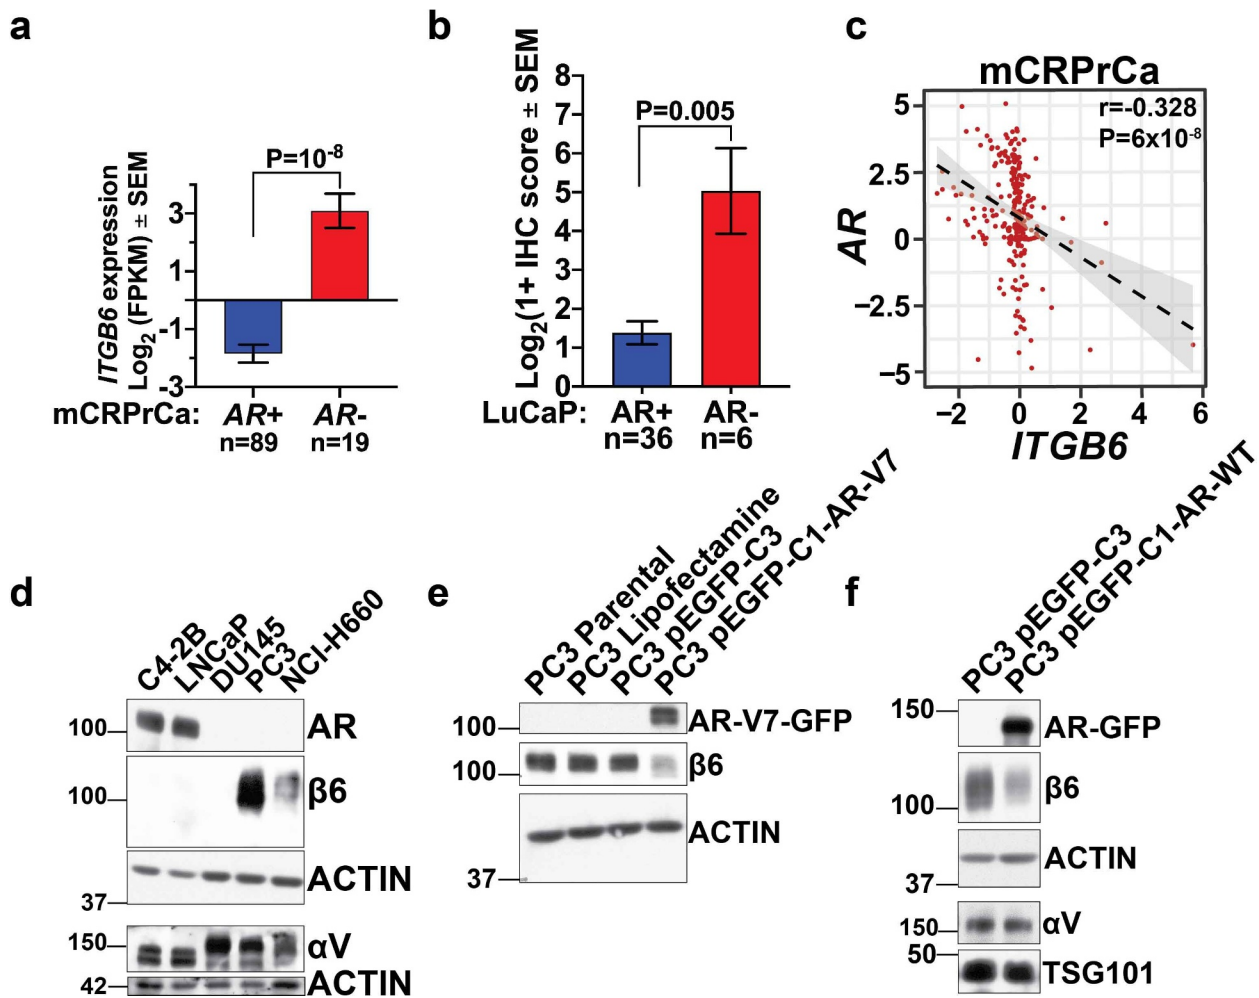 a
ITGB6 expression
Log2 (FPKM) ± SEM
P=10-8
3
1
-1
-3
mCRPrCa:
AR+
AR-
n=89
n=19
b
Log2(1+ IHC score ± SEM
8
7
6
5
4
3
2
1
0
P=0.005
LuCaP:
AR+
AR-
n=36
n=6
c
mCRPrCa
r=-0.328
P=6x10-8
AR
5
2.5
0
−2.5
−5
−2
0
2
4
6
ITGB6
d
C4-2B
LNCaP
DU145
PC3
NCI-H660
100
AR
100
β6
ACTIN
37
150
αV
42
ACTIN
e
PC3 Parental
PC3 Lipofectamine
PC3 pEGFP-C3
PC3 pEGFP-C1-AR-V7
100
AR-V7-GFP
100
β6
ACTIN
37
f
PC3 pEGFP-C3
PC3 pEGFP-C1-AR-WT
150
AR-GFP
β6
100
ACTIN
37
αV
150
50
TSG101